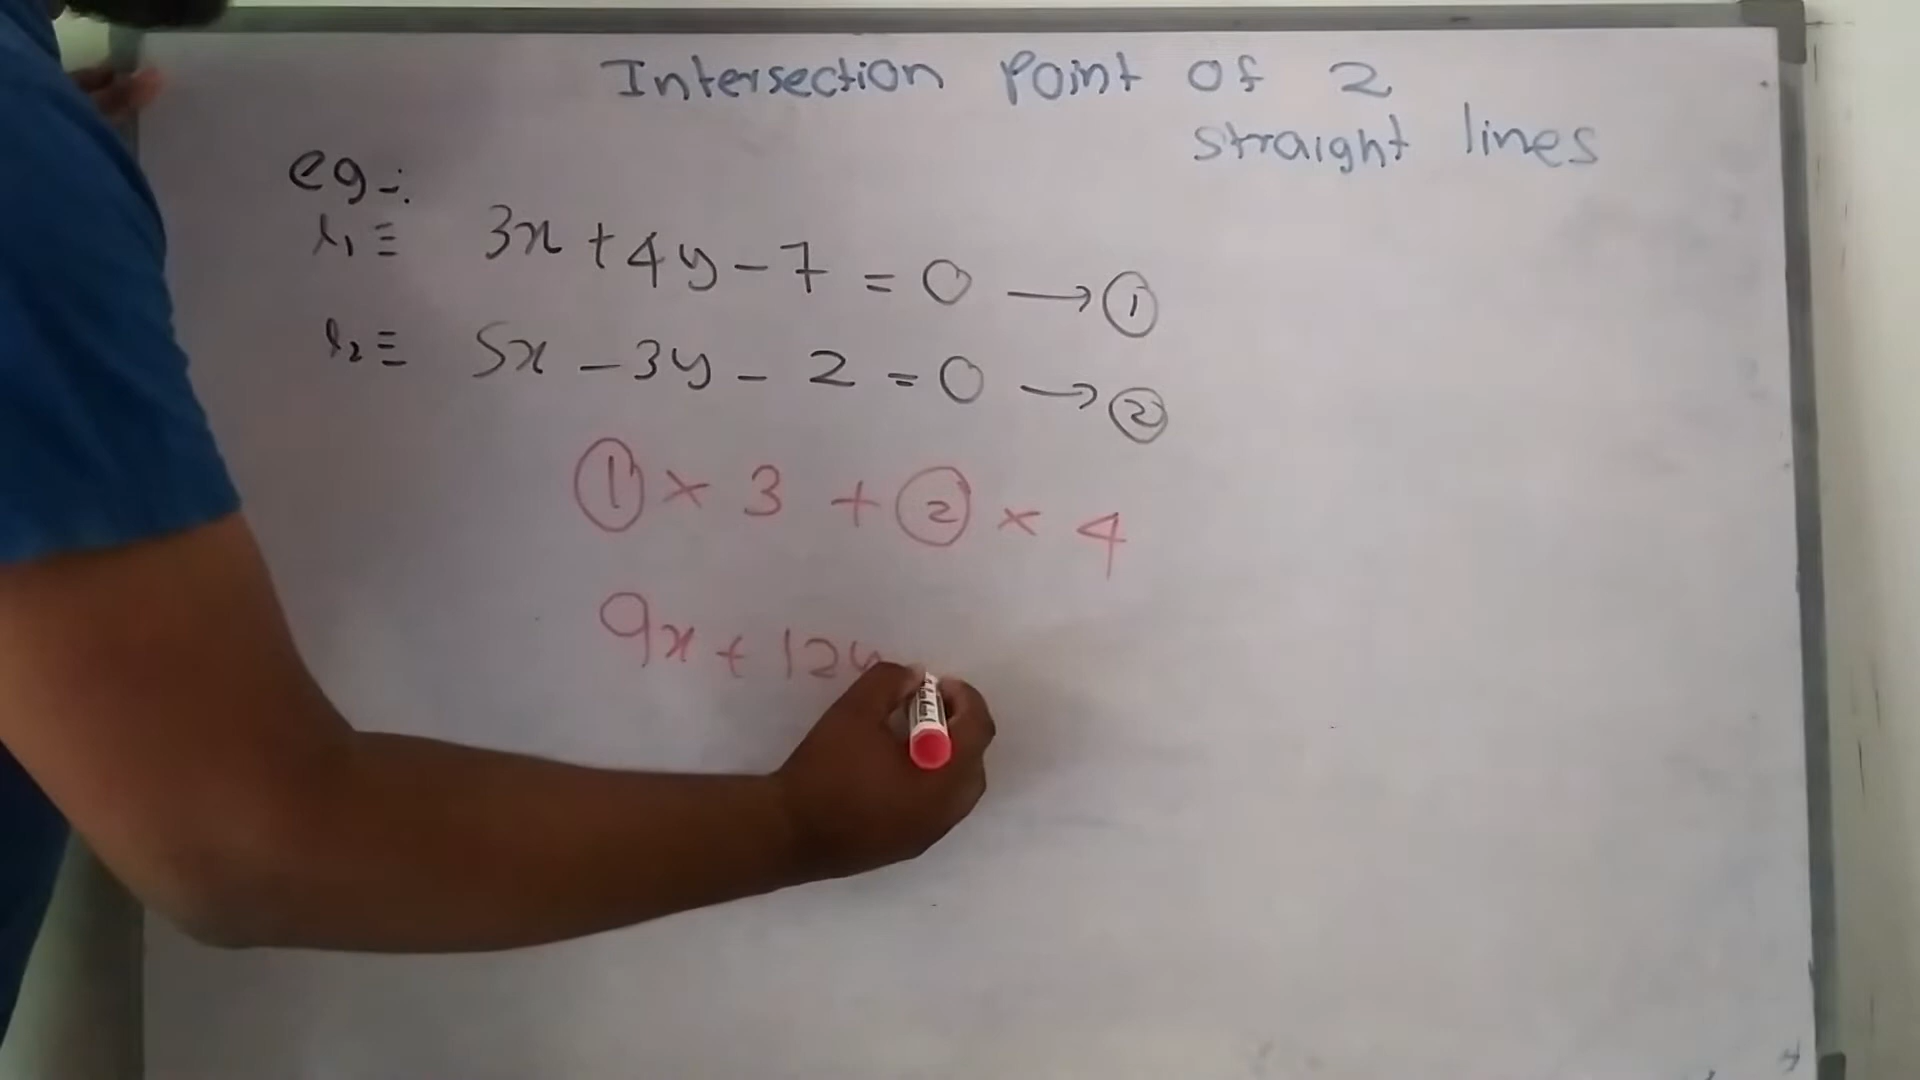 Intersection Point Of 2
straight lines
eg-:
l₁ ≡ 3x + 4y - 7 = 0 → ①
l₂ ≡ 5x - 3y - 2 = 0 → ②
① × 3 + ② × 4
9x + 12y